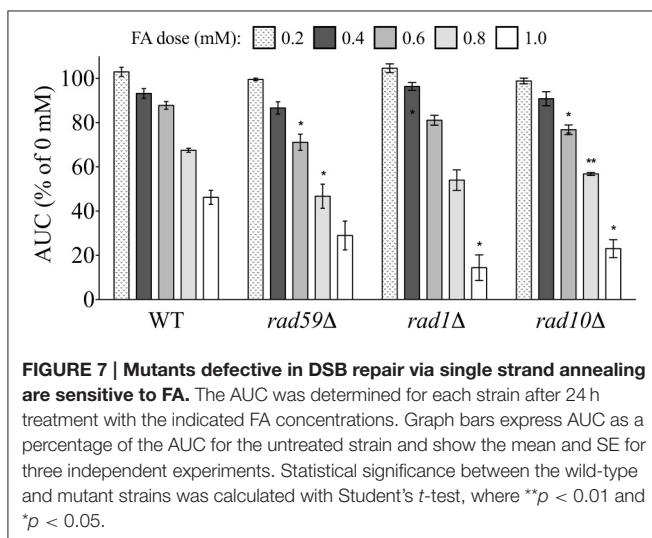 FA dose (mM): 0.2 0.4 0.6 0.8 1.0
AUC (% of 0 mM)
100
80
60
40
20
0
* * * * * ** *
WT rad59Δ rad1Δ rad10Δ
FIGURE 7 | Mutants defective in DSB repair via single strand annealing
are sensitive to FA. The AUC was determined for each strain after 24 h
treatment with the indicated FA concentrations. Graph bars express AUC as a
percentage of the AUC for the untreated strain and show the mean and SE for
three independent experiments. Statistical significance between the wild-type
and mutant strains was calculated with Student's t-test, where **p < 0.01 and
*p < 0.05.